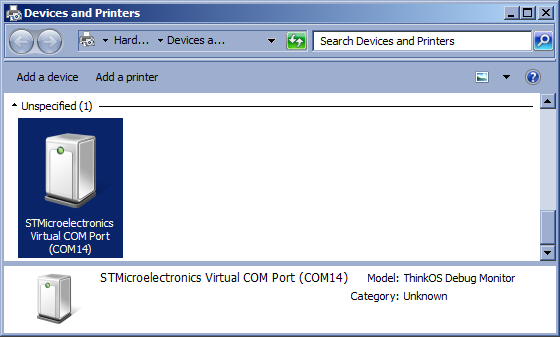 Devices and Printers
Hard... Devices a... Search Devices and Printers
Add a device Add a printer
Unspecified (1)
STMicroelectronics
Virtual COM Port
(COM14)
STMicroelectronics Virtual COM Port (COM14) Model: ThinkOS Debug Monitor
Category: Unknown